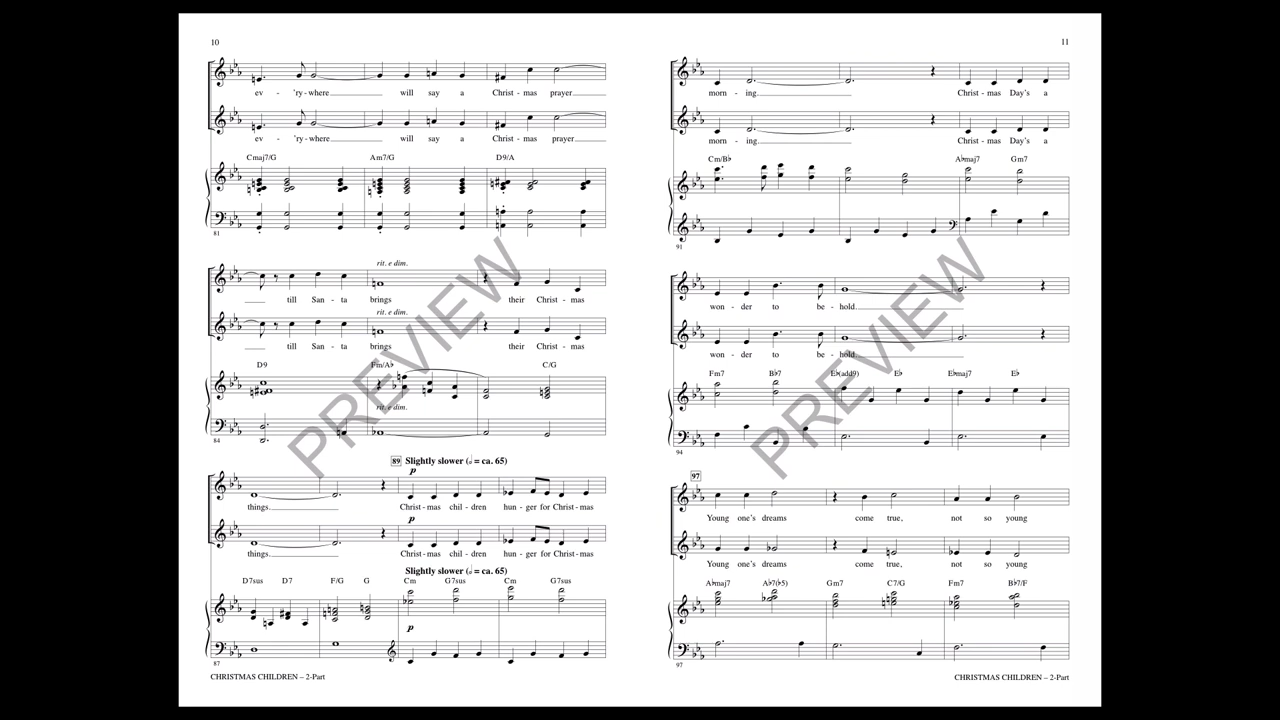 10
ev - 'ry - where will say a Christ - mas prayer
ev - 'ry - where will say a Christ - mas prayer
Cmaj7/G Am7/G D9/A
81
rit. e dim.
till San - ta brings their Christ - mas
rit. e dim.
till San - ta brings their Christ - mas
D9 Fm/A♭ C/G
rit. e dim.
84
89 Slightly slower (𝅗𝅥 = ca. 65)
p
things. Christ - mas chil - dren hun - ger for Christ - mas
p
things. Christ - mas chil - dren hun - ger for Christ - mas
Slightly slower (𝅗𝅥 = ca. 65)
D7sus D7 F/G G Cm G7sus Cm G7sus
p
87
CHRISTMAS CHILDREN – 2-Part
11
morn - ing. Christ - mas Day's a
morn - ing. Christ - mas Day's a
Cm/B♭ A♭maj7 Gm7
91
won - der to be - hold.
won - der to be - hold.
Fm7 B♭7 E♭(add9) E♭ E♭maj7 E♭
94
97
Young one's dreams come true, not so young
Young one's dreams come true, not so young
A♭maj7 A♭7(♭5) Gm7 C7/G Fm7 B♭7/F
97
CHRISTMAS CHILDREN – 2-Part
PREVIEW
PREVIEW